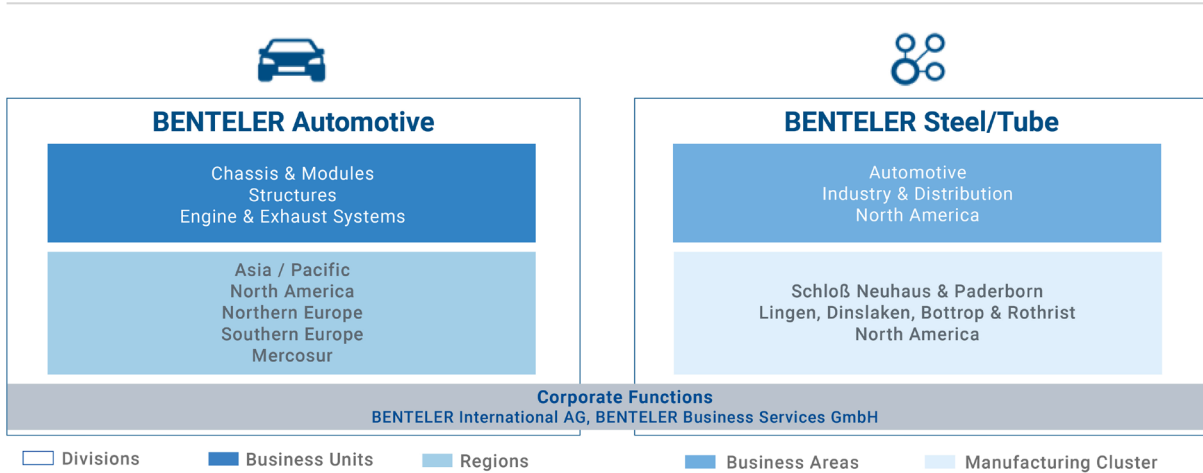 BENTELER Automotive
Chassis & Modules
Structures
Engine & Exhaust Systems
Asia / Pacific
North America
Northern Europe
Southern Europe
Mercosur
BENTELER Steel/Tube
Automotive
Industry & Distribution
North America
Schloß Neuhaus & Paderborn
Lingen, Dinslaken, Bottrop & Rothrist
North America
Corporate Functions
BENTELER International AG, BENTELER Business Services GmbH
Divisions
Business Units
Regions
Business Areas
Manufacturing Cluster